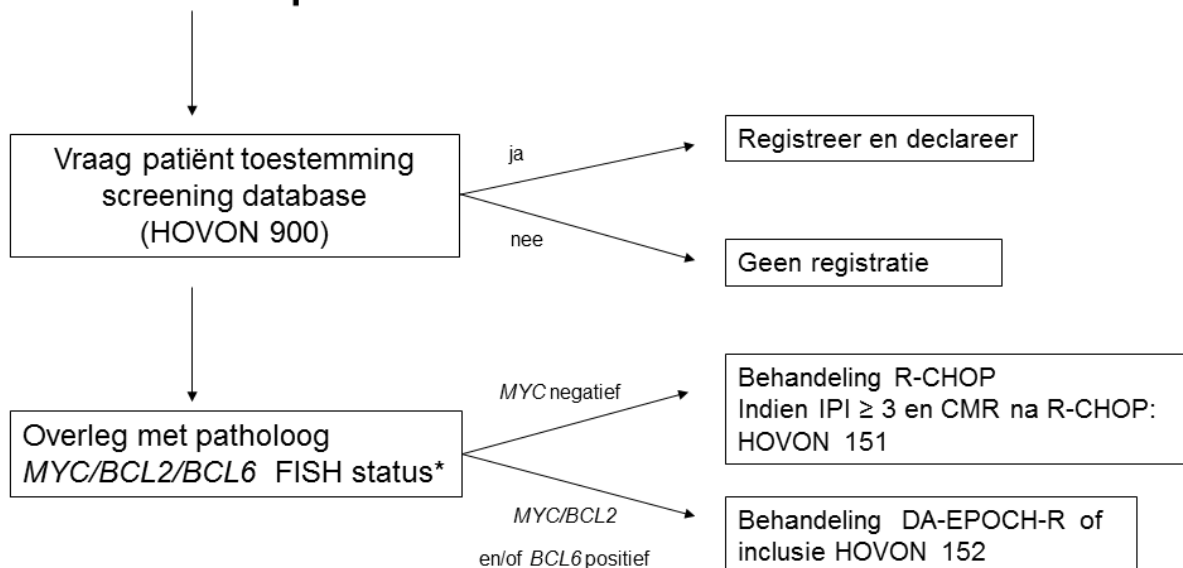 Vraag patiënt toestemming
screening database
(HOVON 900)
ja
nee
Registreer en declareer
Geen registratie
Overleg met patholoog
MYC/BCL2/BCL6 FISH status*
MYC negatief
MYC/BCL2
en/of BCL6 positief
Behandeling R-CHOP
Indien IPI ≥ 3 en CMR na R-CHOP:
HOVON 151
Behandeling DA-EPOCH-R of
inclusie HOVON 152